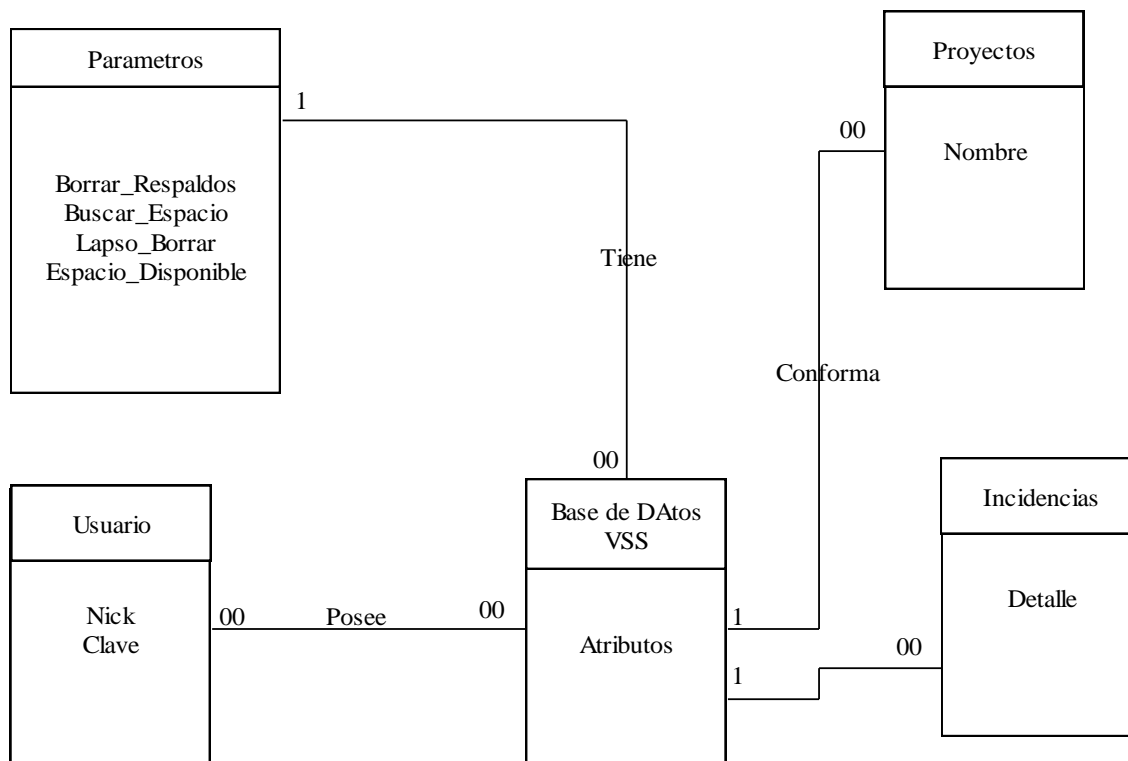 Parametros
1
Borrar_Respaldos
Buscar_Espacio
Lapso_Borrar
Espacio_Disponible
Tiene
00
Proyectos
00
Nombre
Conforma
Usuario
Nick
Clave
00
Posee
00
Base de DAtos
VSS
Atributos
1
1
00
Incidencias
Detalle